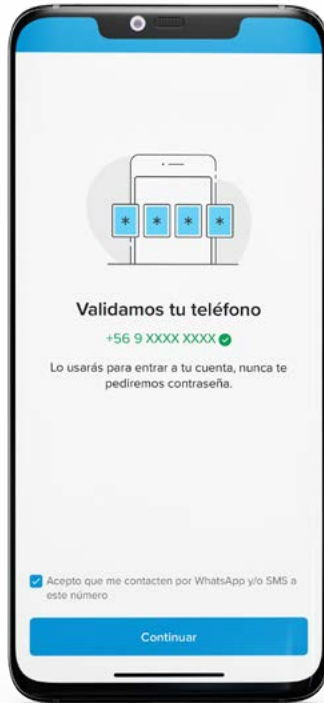 * * * *
Validamos tu teléfono
+56 9 XXXX XXXX
Lo usarás para entrar a tu cuenta, nunca te
pediremos contraseña.
Acepto que me contacten por WhatsApp y/o SMS a
este número
Continuar